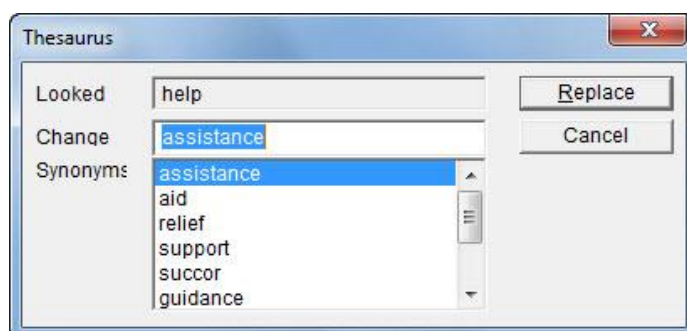 Thesaurus
Looked help Replace
Change assistance Cancel
Synonyms assistance
aid
relief
support
succor
guidance